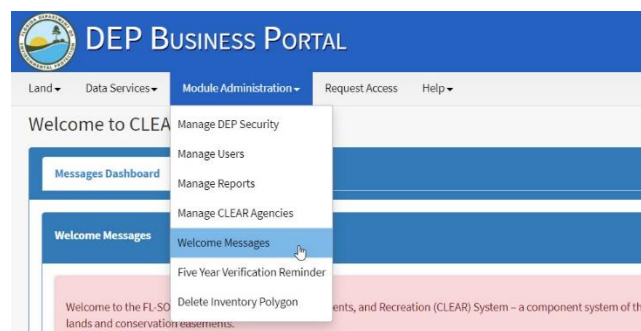 DEP BUSINESS PORTAL
Land Data Services Module Administration Request Access Help
Welcome to CLEA
Manage DEP Security
Manage Users
Messages Dashboard
Manage Reports
Manage CLEAR Agencies
Welcome Messages
Welcome Messages
Five Year Verification Reminder
Delete Inventory Polygon
Welcome to the FL-SO ents, and Recreation (CLEAR) System – a component system of th
lands and conservation easements.